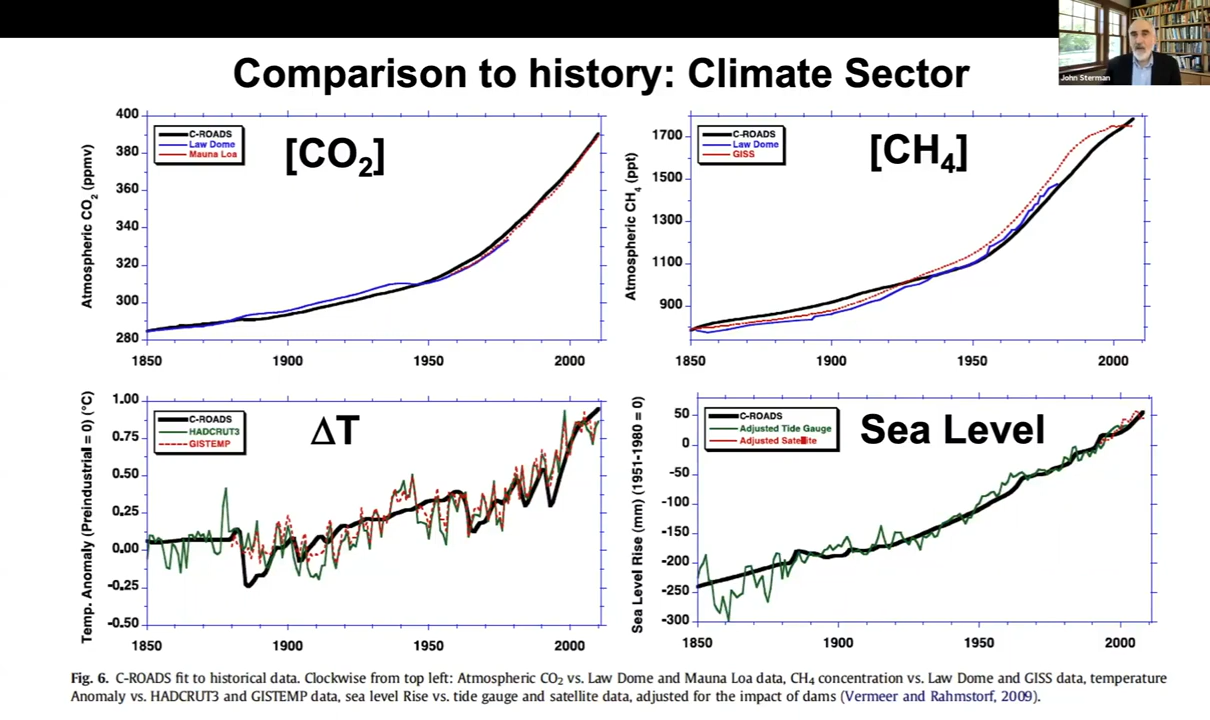 John Sterman
Comparison to history: Climate Sector
400
380
360
340
320
300
280
Atmospheric CO2 (ppmv)
C-ROADS
Law Dome
Mauna Loa
[CO2]
1850
1900
1950
2000
1700
1500
1300
1100
900
Atmospheric CH4 (ppt)
C-ROADS
Law Dome
GISS
[CH4]
1850
1900
1950
2000
1.00
0.75
0.50
0.25
0.00
-0.25
-0.50
Temp. Anomaly (Preindustrial = 0) (°C)
C-ROADS
HADCRUT3
GISTEMP
ΔT
1850
1900
1950
2000
50
0
-50
-100
-150
-200
-250
-300
Sea Level Rise (mm) (1951-1980 = 0)
C-ROADS
Adjusted Tide Gauge
Adjusted Satellite
Sea Level
1850
1900
1950
2000
Fig. 6. C-ROADS fit to historical data. Clockwise from top left: Atmospheric CO2 vs. Law Dome and Mauna Loa data, CH4 concentration vs. Law Dome and GISS data, temperature
Anomaly vs. HADCRUT3 and GISTEMP data, sea level Rise vs. tide gauge and satellite data, adjusted for the impact of dams (Vermeer and Rahmstorf, 2009).